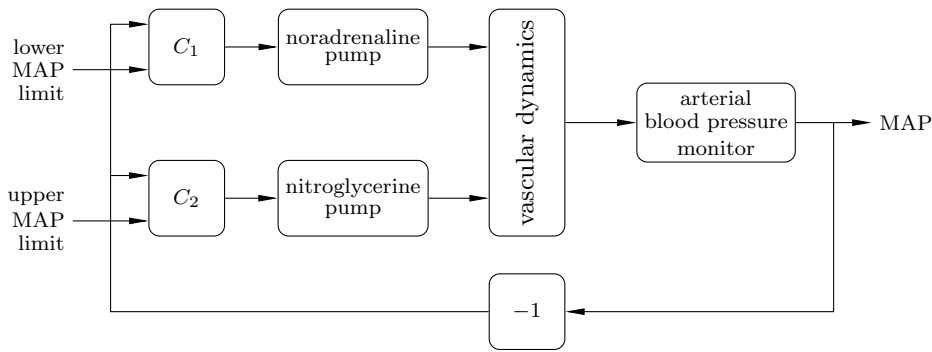 lower
MAP
limit
C₁
noradrenaline
pump
upper
MAP
limit
C₂
nitroglycerine
pump
vascular dynamics
arterial
blood pressure
monitor
MAP
−1